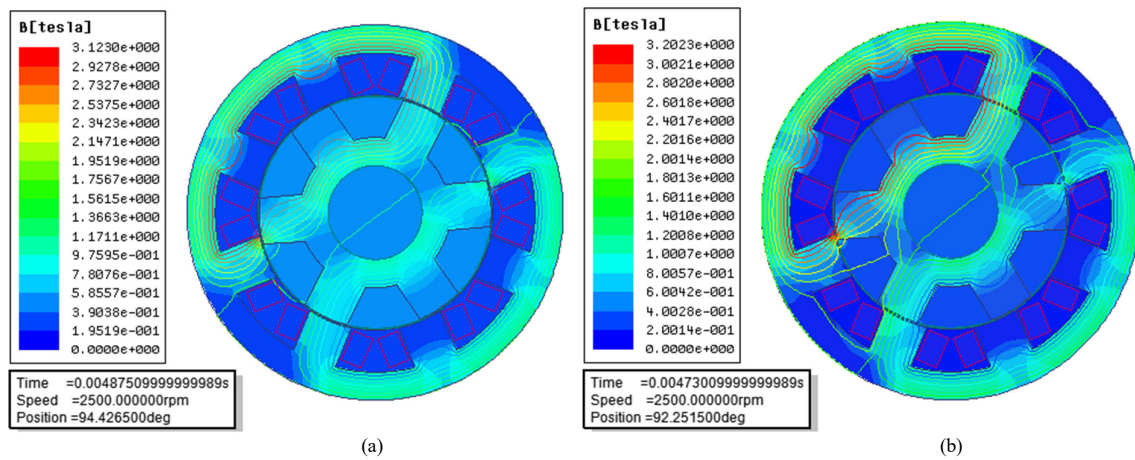 B[tesla]
3.1230e+000
2.9278e+000
2.7327e+000
2.5375e+000
2.3423e+000
2.1471e+000
1.9519e+000
1.7567e+000
1.5615e+000
1.3663e+000
1.1711e+000
9.7595e-001
7.8076e-001
5.8557e-001
3.9038e-001
1.9519e-001
0.0000e+000
Time =0.00487509999999989s
Speed =2500.000000rpm
Position =94.426500deg
(a)
B[tesla]
3.2023e+000
3.0021e+000
2.8020e+000
2.6018e+000
2.4017e+000
2.2016e+000
2.0014e+000
1.8013e+000
1.6011e+000
1.4010e+000
1.2008e+000
1.0007e+000
8.0057e-001
6.0042e-001
4.0028e-001
2.0014e-001
0.0000e+000
Time =0.00473009999999989s
Speed =2500.000000rpm
Position =92.251500deg
(b)